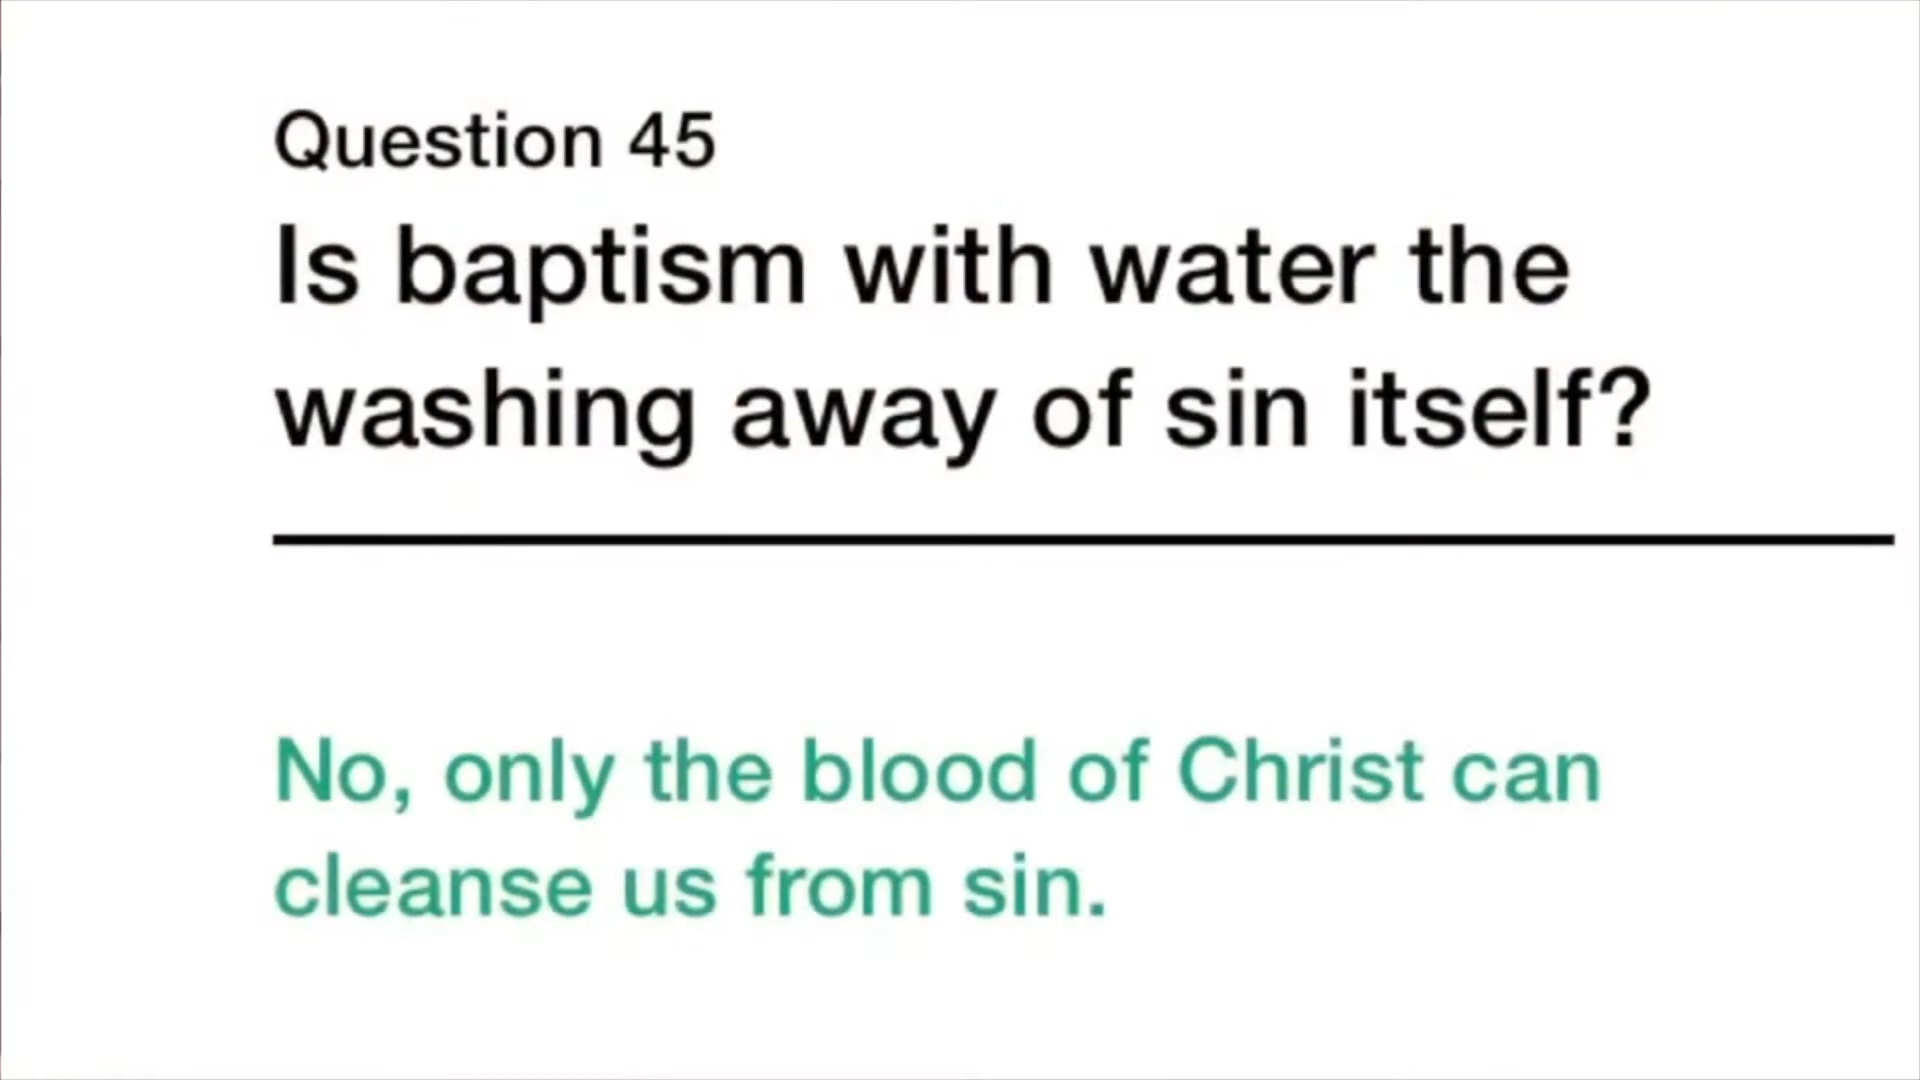 Question 45
Is baptism with water the
washing away of sin itself?
No, only the blood of Christ can
cleanse us from sin.